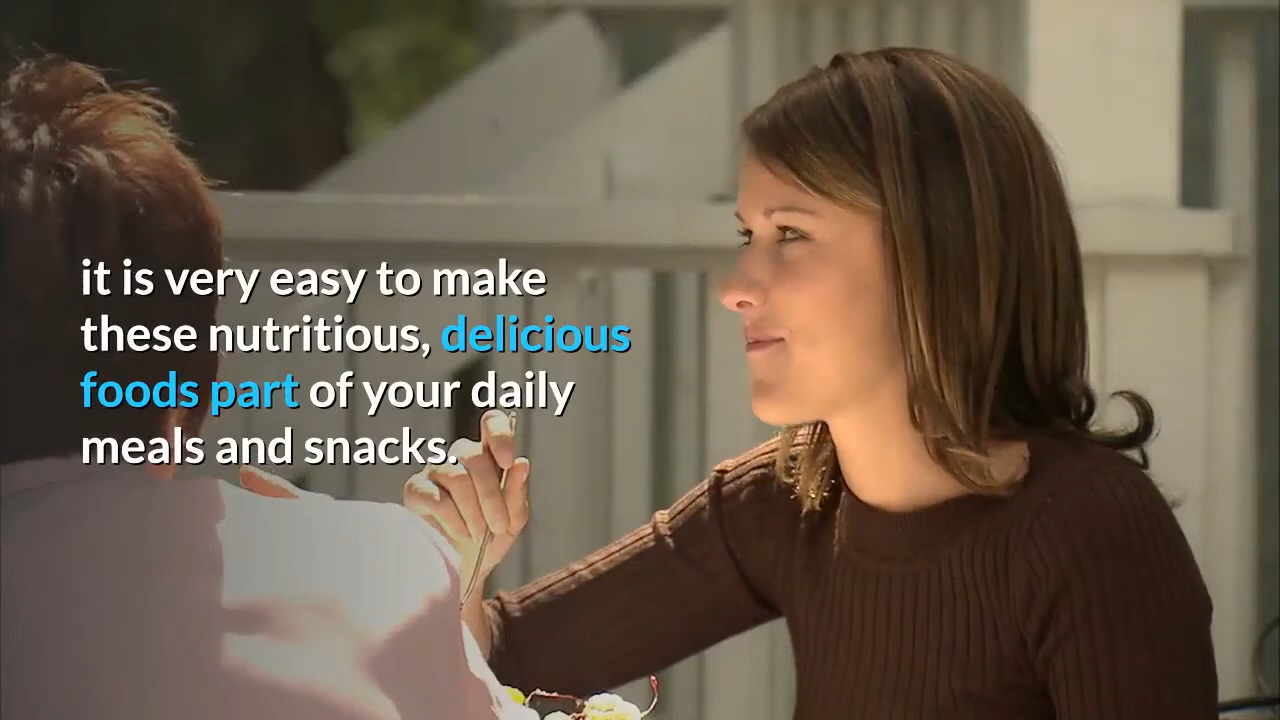 it is very easy to make
these nutritious, delicious
foods part of your daily
meals and snacks.